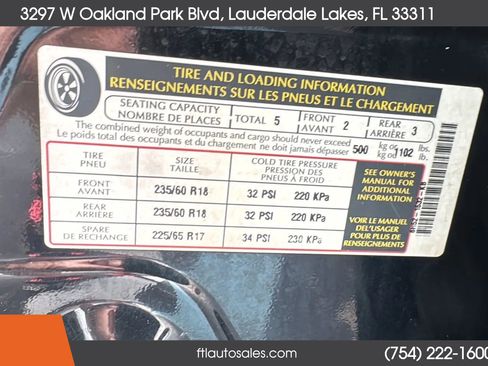 3297 W Oakland Park Blvd, Lauderdale Lakes, FL 33311
TIRE AND LOADING INFORMATION
RENSEIGNEMENTS SUR LES PNEUS ET LE CHARGEMENT
SEATING CAPACITY NOMBRE DE PLACES TOTAL 5 FRONT AVANT 2 REAR ARRIÈRE 3
The combined weight of occupants and cargo should never exceed
Le poids total des occupants et du chargement ne doit jamais dépasser 500 kg or kg ou 1102 lbs. lb.
TIRE PNEU SIZE TAILLE COLD TIRE PRESSURE PRESSION DES PNEUS À FROID
FRONT AVANT 235/60 R18 32 PSI 220 KPa
REAR ARRIÈRE 235/60 R18 32 PSI 220 KPa
SPARE DE RECHANGE 225/65 R17 34 PSI 230 KPa
SEE OWNER'S
MANUAL FOR
ADDITIONAL
INFORMATION
VOIR LE MANUEL
DEL'USAGER
POUR PLUS DE
RENSEIGNEMENTS
ftlautosales.com
(754) 222-1600